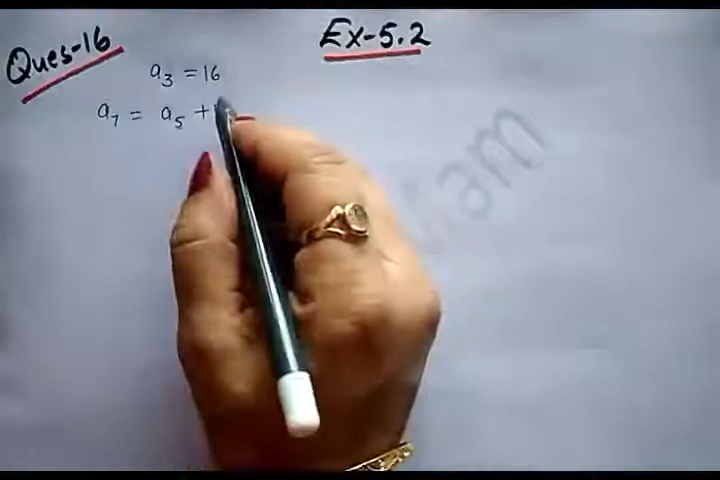 Ques-16
Ex-5.2
a₃ = 16
a₇ = a₅ +